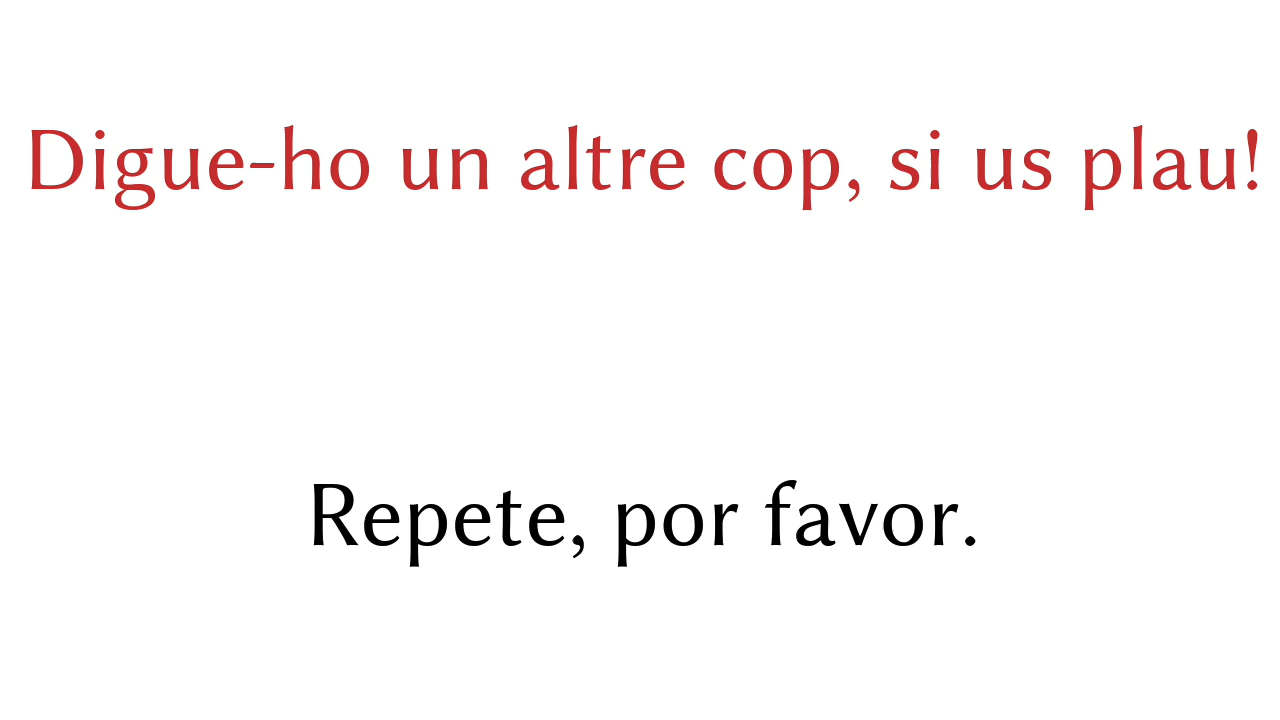 Digue-ho un altre cop, si us plau!
Repete, por favor.